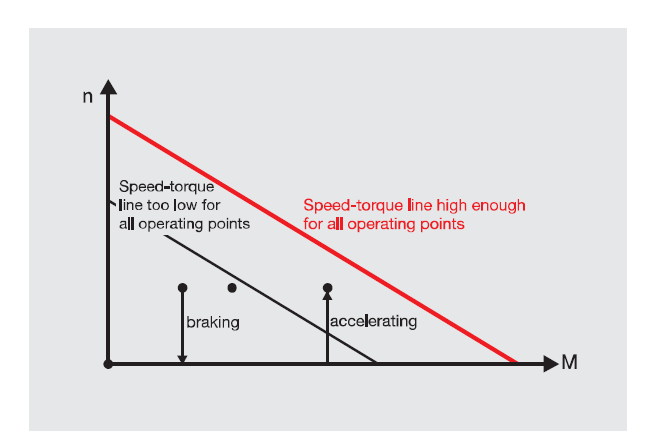 n
Speed-torque
line too low for
all operating points
Speed-torque line high enough
for all operating points
braking
accelerating
M